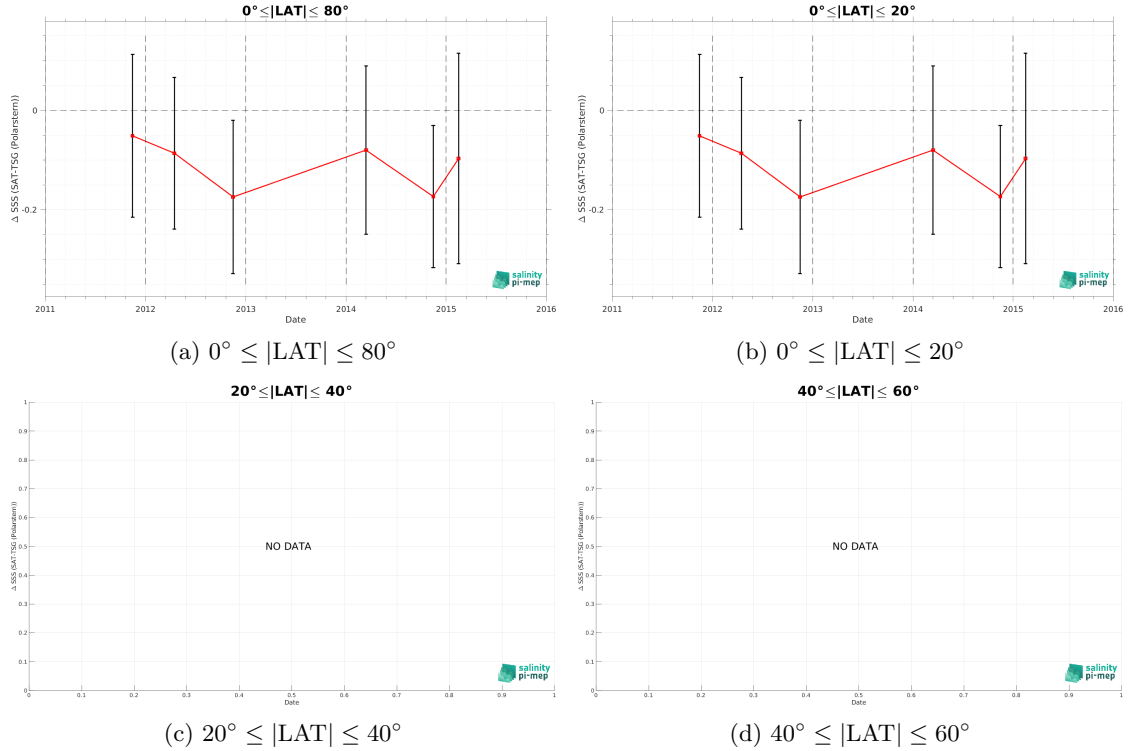 0°≤|LAT|≤ 80°
0
-0.2
Δ SSS (SAT-TSG (Polarstern))
2011 2012 2013 2014 2015 2016
Date
salinity
pi-mep
(a) 0° ≤ |LAT| ≤ 80°
0°≤|LAT|≤ 20°
0
-0.2
Δ SSS (SAT-TSG (Polarstern))
2011 2012 2013 2014 2015 2016
Date
salinity
pi-mep
(b) 0° ≤ |LAT| ≤ 20°
20°≤|LAT|≤ 40°
1
0.9
0.8
0.7
0.6
0.5
0.4
0.3
0.2
0.1
0
Δ SSS (SAT-TSG (Polarstern))
NO DATA
0 0.1 0.2 0.3 0.4 0.5 0.6 0.7 0.8 0.9 1
Date
salinity
pi-mep
(c) 20° ≤ |LAT| ≤ 40°
40°≤|LAT|≤ 60°
1
0.9
0.8
0.7
0.6
0.5
0.4
0.3
0.2
0.1
0
Δ SSS (SAT-TSG (Polarstern))
NO DATA
0 0.1 0.2 0.3 0.4 0.5 0.6 0.7 0.8 0.9 1
Date
salinity
pi-mep
(d) 40° ≤ |LAT| ≤ 60°